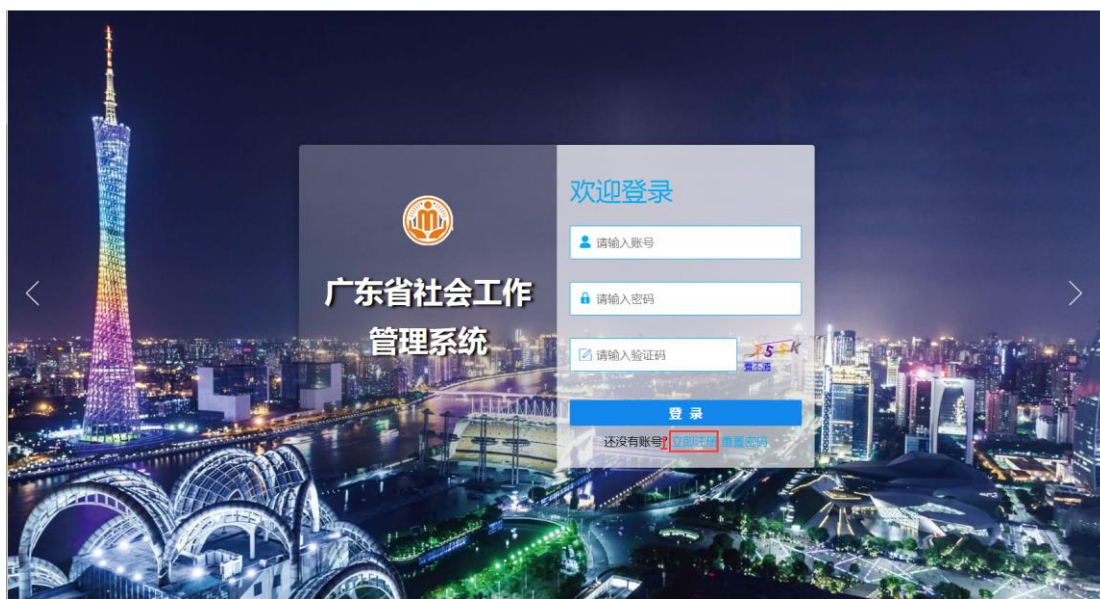 欢迎登录
请输入账号
广东省社会工作
管理系统
请输入密码
请输入验证码
看不清
登 录
还没有账号? 立即注册 重置密码